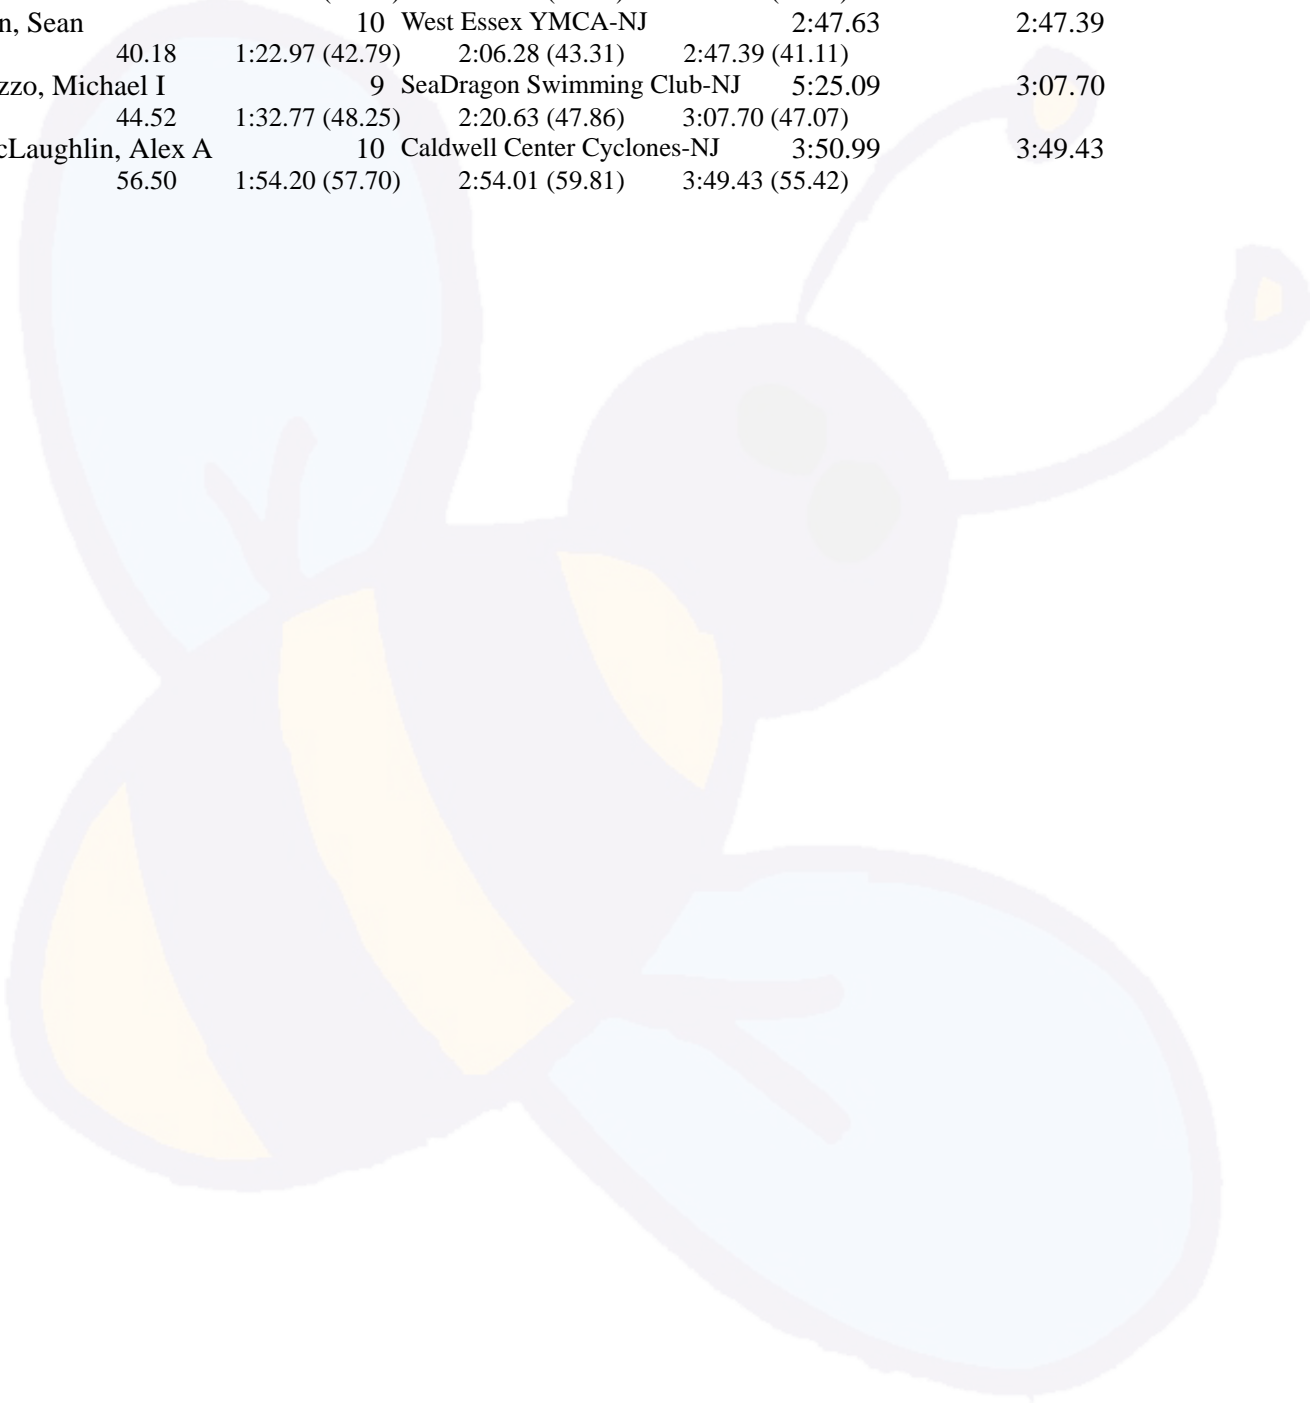 n, Sean 10 West Essex YMCA-NJ 2:47.63 2:47.39
40.18 1:22.97 (42.79) 2:06.28 (43.31) 2:47.39 (41.11)
zzo, Michael I 9 SeaDragon Swimming Club-NJ 5:25.09 3:07.70
44.52 1:32.77 (48.25) 2:20.63 (47.86) 3:07.70 (47.07)
cLaughlin, Alex A 10 Caldwell Center Cyclones-NJ 3:50.99 3:49.43
56.50 1:54.20 (57.70) 2:54.01 (59.81) 3:49.43 (55.42)